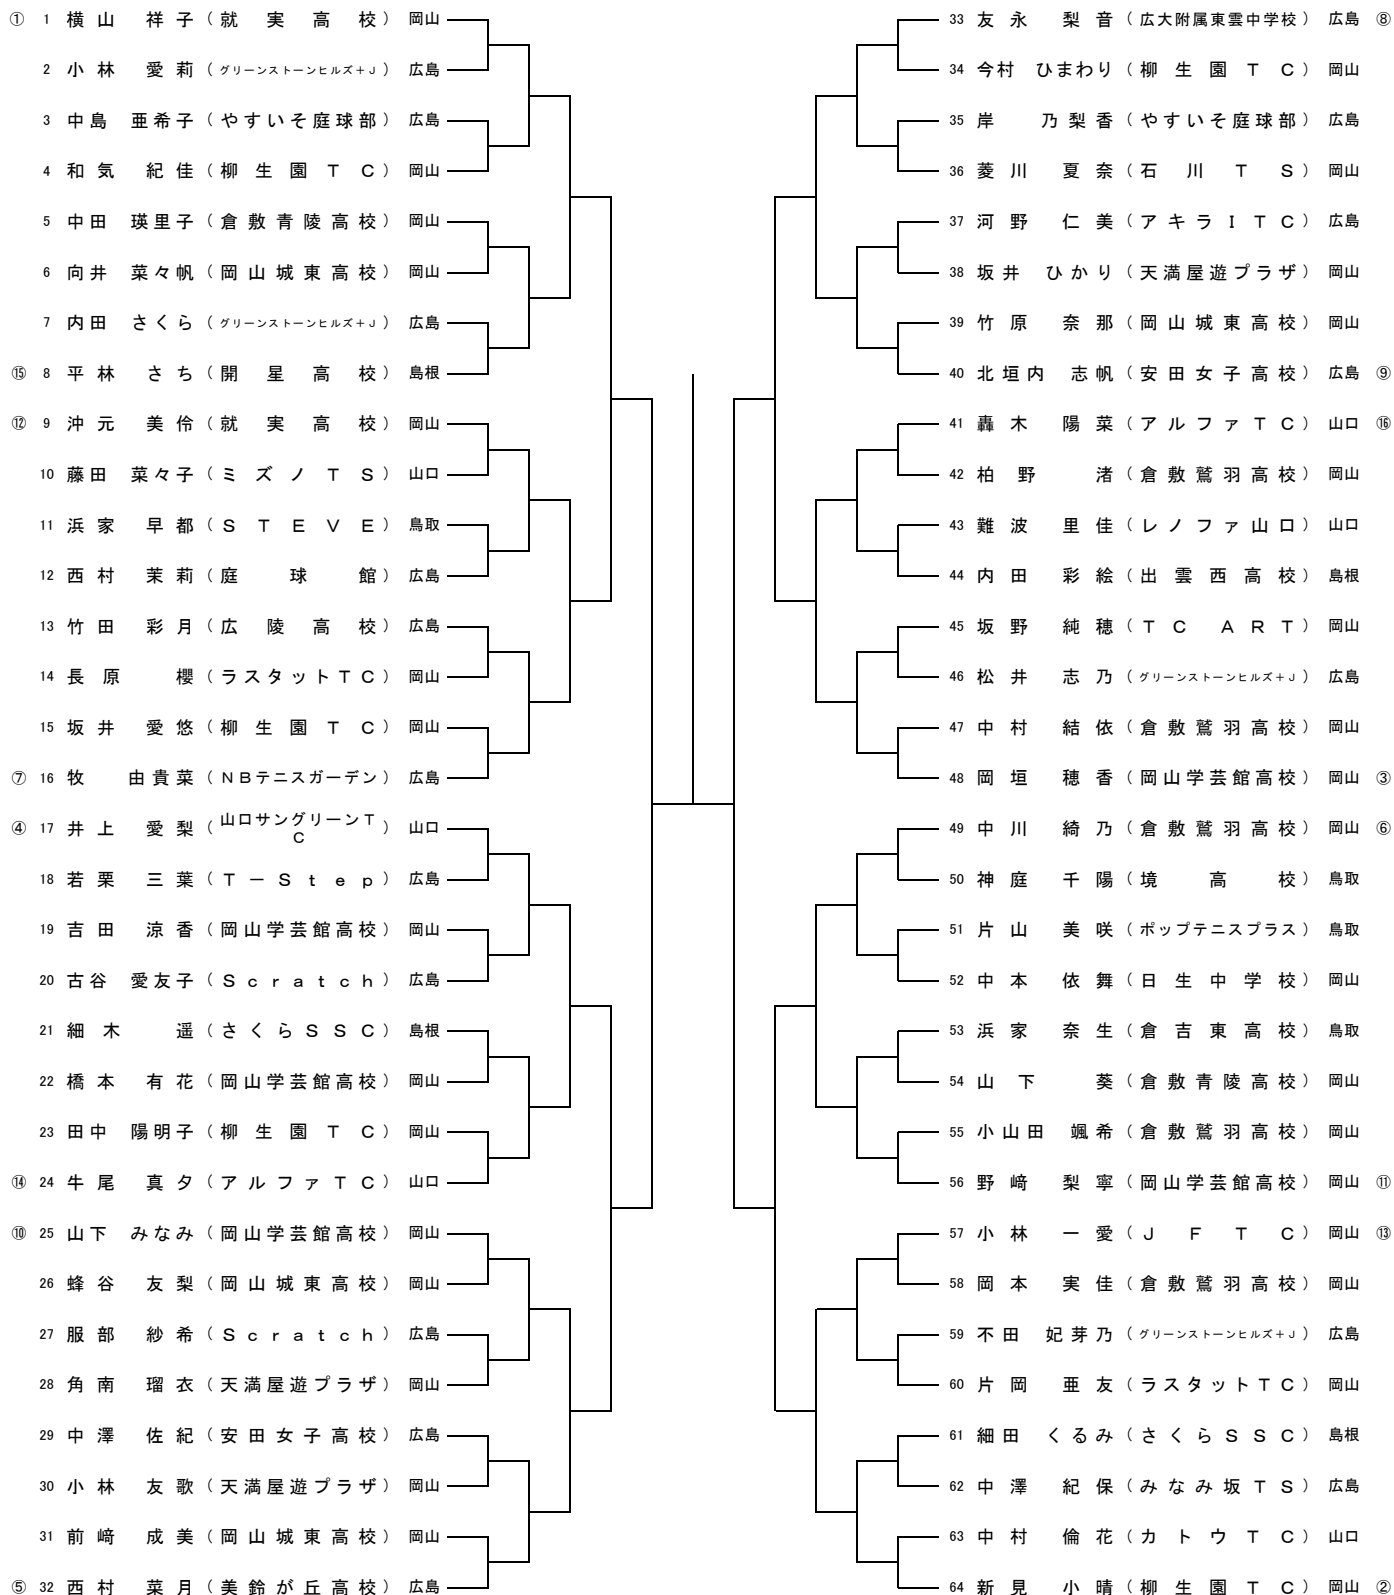 ① 1 横山 祥子 (就実高校) 岡山
2 小林 愛莉 (グリーンストーンヒルズ+J) 広島
3 中島 亜希子 (やすいそ庭球部) 広島
4 和気 紀佳 (柳生園TC) 岡山
5 中田 瑛里子 (倉敷青陵高校) 岡山
6 向井 菜々帆 (岡山城東高校) 岡山
7 内田 さくら (グリーンストーンヒルズ+J) 広島
⑮ 8 平林 さち (開星高校) 島根
⑫ 9 沖元 美伶 (就実高校) 岡山
10 藤田 菜々子 (ミズノTS) 山口
11 浜家 早都 (STEVE) 鳥取
12 西村 茉莉 (庭球館) 広島
13 竹田 彩月 (広陵高校) 広島
14 長原 櫻 (ラスタットTC) 岡山
15 坂井 愛悠 (柳生園TC) 岡山
⑦ 16 牧 由貴菜 (NBテニスガーデン) 広島
④ 17 井上 愛梨 (山口サングリーンTC) 山口
18 若栗 三葉 (T-Step) 広島
19 吉田 涼香 (岡山学芸館高校) 岡山
20 古谷 愛友子 (Scratch) 広島
21 細木 遥 (さくらSSC) 島根
22 橋本 有花 (岡山学芸館高校) 岡山
23 田中 陽明子 (柳生園TC) 岡山
⑭ 24 牛尾 真夕 (アルファTC) 山口
⑩ 25 山下 みなみ (岡山学芸館高校) 岡山
26 蜂谷 友梨 (岡山城東高校) 岡山
27 服部 紗希 (Scratch) 広島
28 角南 瑠衣 (天満屋遊プラザ) 岡山
29 中澤 佐紀 (安田女子高校) 広島
30 小林 友歌 (天満屋遊プラザ) 岡山
31 前﨑 成美 (岡山城東高校) 岡山
⑤ 32 西村 菜月 (美鈴が丘高校) 広島
33 友永 梨音 (広大附属東雲中学校) 広島 ⑧
34 今村 ひまわり (柳生園TC) 岡山
35 岸 乃梨香 (やすいそ庭球部) 広島
36 菱川 夏奈 (石川TS) 岡山
37 河野 仁美 (アキラITC) 広島
38 坂井 ひかり (天満屋遊プラザ) 岡山
39 竹原 奈那 (岡山城東高校) 岡山
40 北垣内 志帆 (安田女子高校) 広島 ⑨
41 轟木 陽菜 (アルファTC) 山口 ⑯
42 柏野 渚 (倉敷鷲羽高校) 岡山
43 難波 里佳 (レノファ山口) 山口
44 内田 彩絵 (出雲西高校) 島根
45 坂野 純穂 (TC ART) 岡山
46 松井 志乃 (グリーンストーンヒルズ+J) 広島
47 中村 結依 (倉敷鷲羽高校) 岡山
48 岡垣 穂香 (岡山学芸館高校) 岡山 ③
49 中川 綺乃 (倉敷鷲羽高校) 岡山 ⑥
50 神庭 千陽 (境高校) 鳥取
51 片山 美咲 (ポップテニスプラス) 鳥取
52 中本 依舞 (日生中学校) 岡山
53 浜家 奈生 (倉吉東高校) 鳥取
54 山下 葵 (倉敷青陵高校) 岡山
55 小山田 颯希 (倉敷鷲羽高校) 岡山
56 野﨑 梨寧 (岡山学芸館高校) 岡山 ⑪
57 小林 一愛 (JFTC) 岡山 ⑬
58 岡本 実佳 (倉敷鷲羽高校) 岡山
59 不田 妃芽乃 (グリーンストーンヒルズ+J) 広島
60 片岡 亜友 (ラスタットTC) 岡山
61 細田 くるみ (さくらSSC) 島根
62 中澤 紀保 (みなみ坂TS) 広島
63 中村 倫花 (カトウTC) 山口
64 新見 小晴 (柳生園TC) 岡山 ②